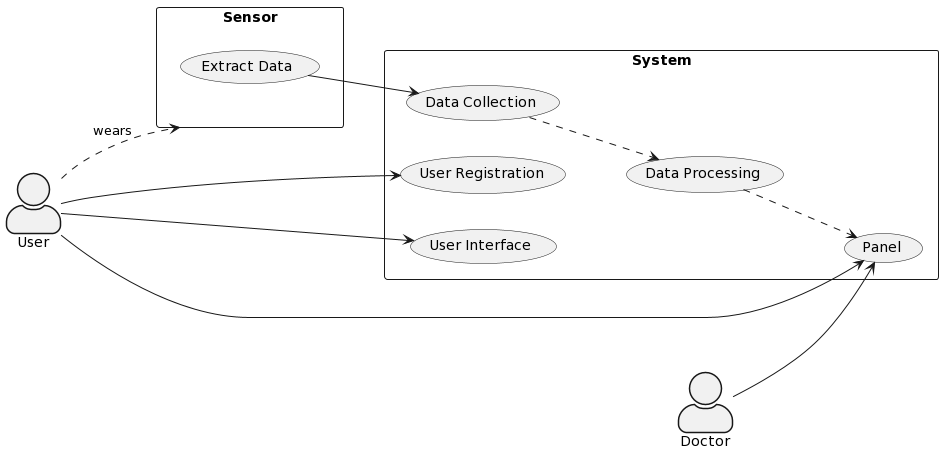 Sensor
Extract Data
System
Data Collection
wears
User Registration
Data Processing
User
User Interface
Panel
Doctor